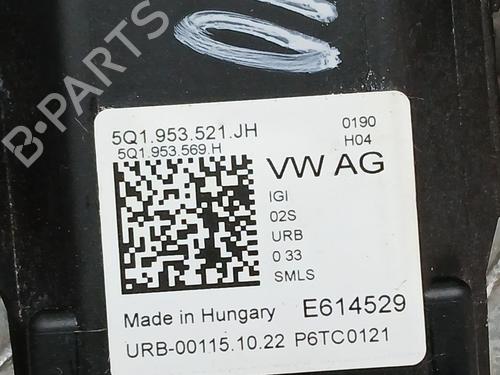 5Q1.953.521.JH
0190
5Q1.953.569.H
H04
VW AG
IGI
02S
URB
0 33
SMLS
Made in Hungary
E614529
URB-00115.10.22 P6TC0121
B-PARTS